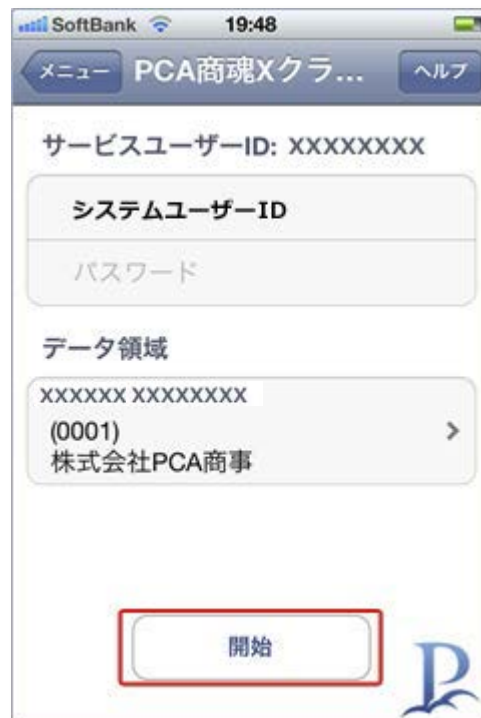 SoftBank 19:48
メニュー PCA商魂Xクラ... ヘルプ
サービスユーザーID: XXXXXXXX
システムユーザーID
パスワード
データ領域
XXXXXX XXXXXXXX
(0001)
株式会社PCA商事
開始